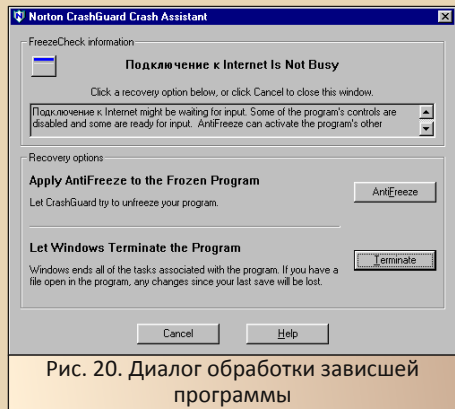 Norton CrashGuard Crash Assistant
FreezeCheck information
Подключение к Internet Is Not Busy
Click a recovery option below, or click Cancel to close this window.
Подключение к Internet might be waiting for input. Some of the program's controls are
disabled and some are ready for input. AntiFreeze can activate the program's other
Recovery options
Apply AntiFreeze to the Frozen Program
AntiFreeze
Let CrashGuard try to unfreeze your program.
Let Windows Terminate the Program
Terminate
Windows ends all of the tasks associated with the program. If you have a
file open in the program, any changes since your last save will be lost.
Cancel Help
Рис. 20. Диалог обработки зависшей
программы